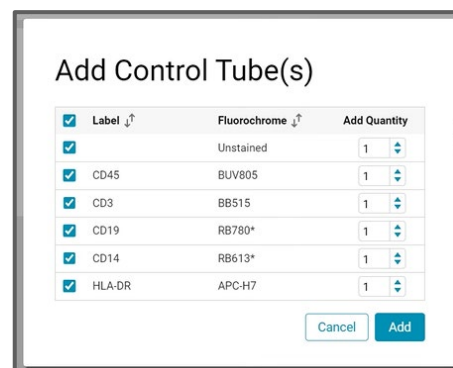 Add Control Tube(s)
Label Fluorochrome Add Quantity
Unstained 1
CD45 BUV805 1
CD3 BB515 1
CD19 RB780* 1
CD14 RB613* 1
HLA-DR APC-H7 1
Cancel Add